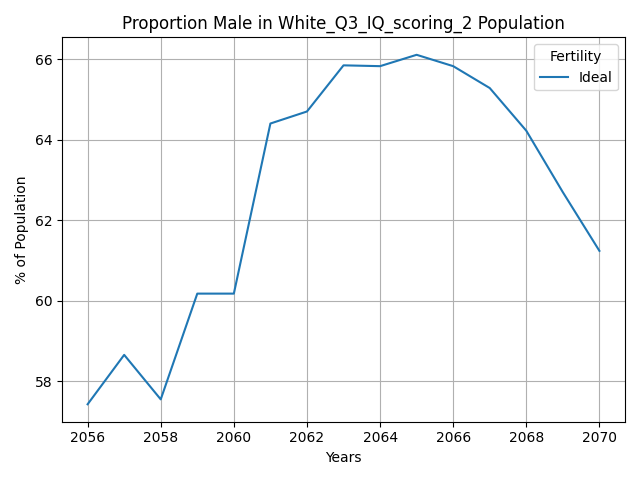 Proportion Male in White_Q3_IQ_scoring_2 Population
Fertility
Ideal
% of Population
66
64
62
60
58
2056 2058 2060 2062 2064 2066 2068 2070
Years